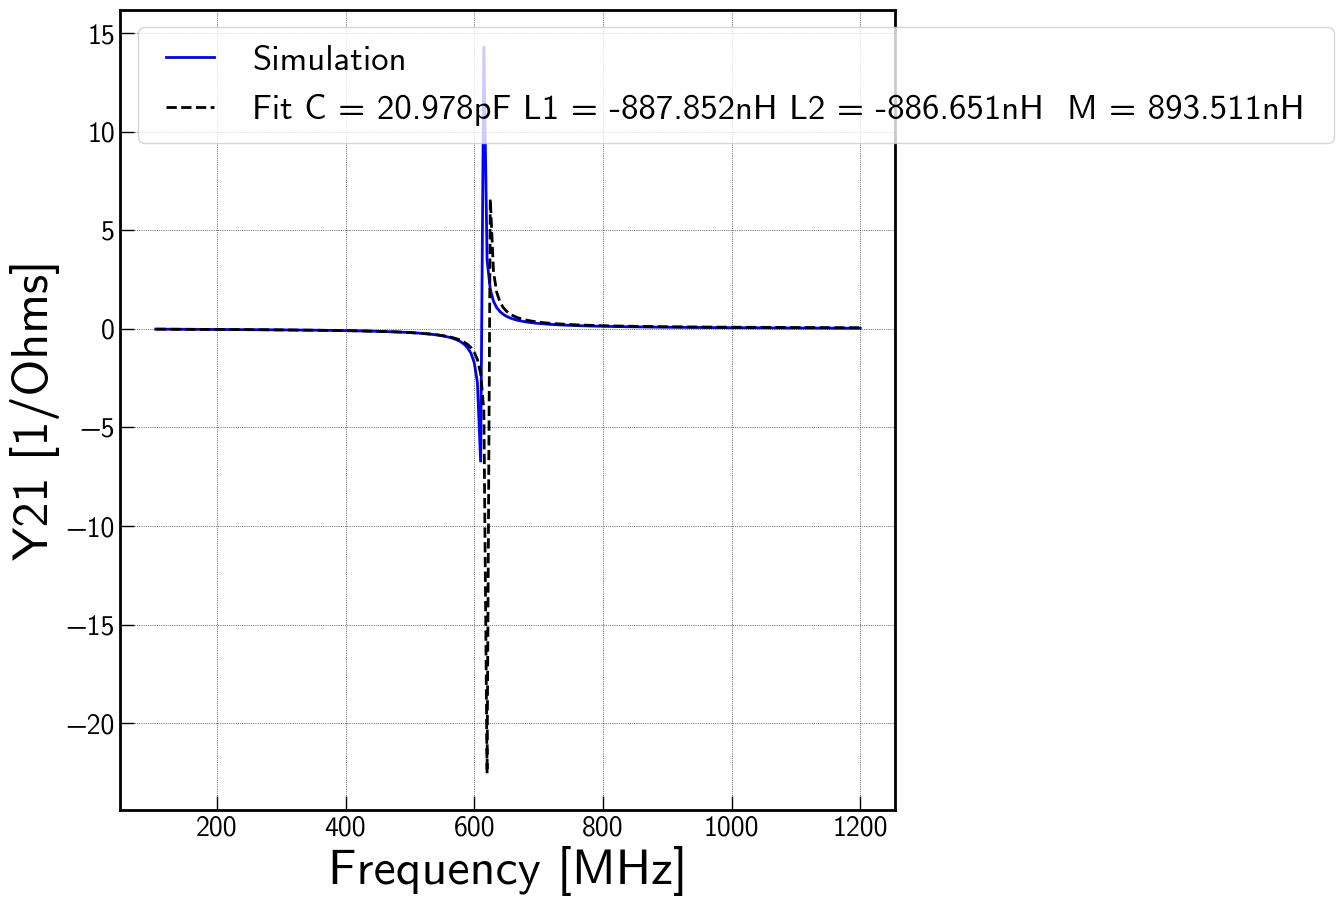 Simulation
Fit C = 20.978pF L1 = -887.852nH L2 = -886.651nH M = 893.511nH
15
10
5
0
−5
−10
−15
−20
Y21 [1/Ohms]
200 400 600 800 1000 1200
Frequency [MHz]